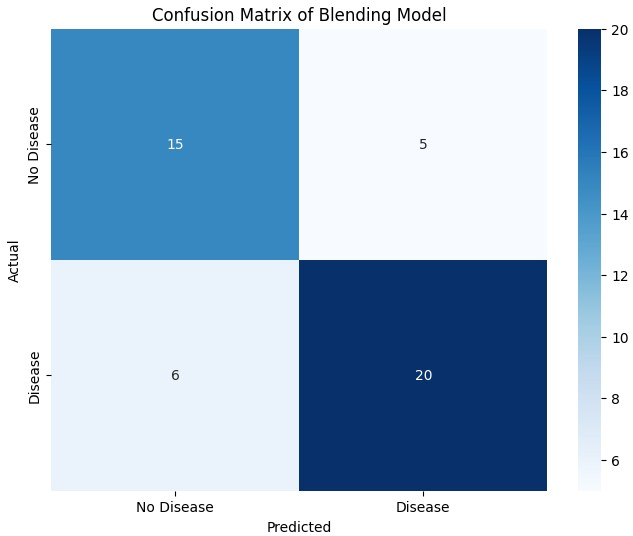 Confusion Matrix of Blending Model
Actual
No Disease
Disease
15
5
6
20
No Disease
Disease
Predicted
20
18
16
14
12
10
8
6